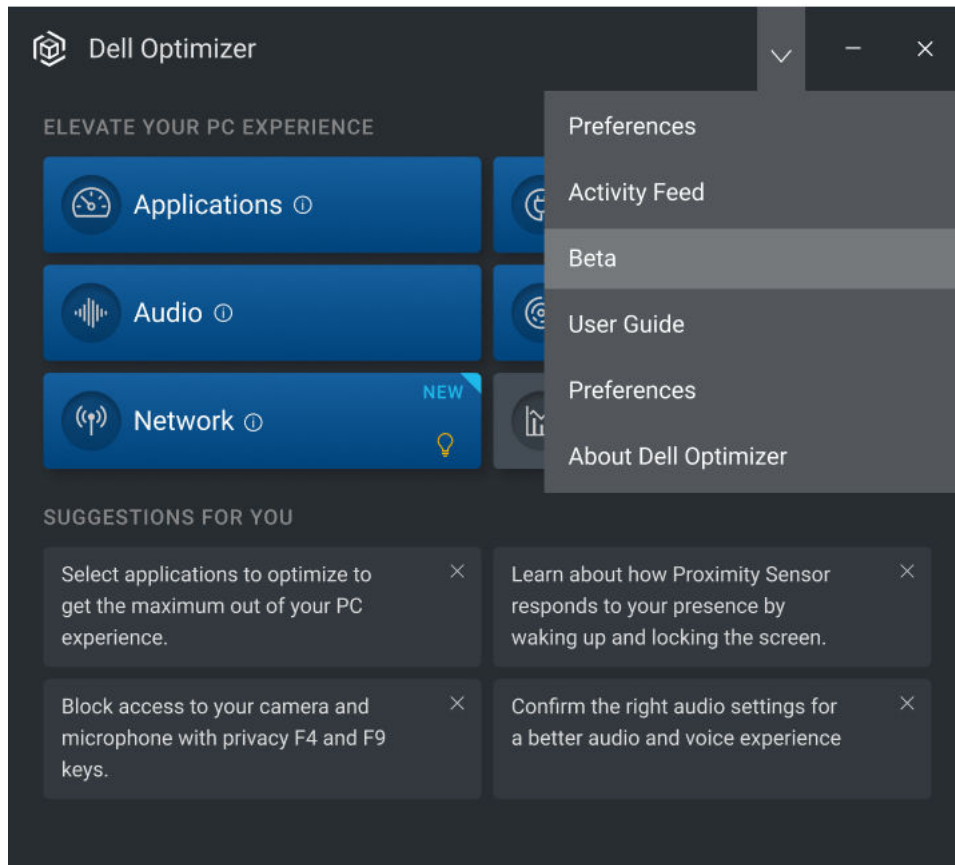 Dell Optimizer
ELEVATE YOUR PC EXPERIENCE
Applications
Audio
Network
NEW
Preferences
Activity Feed
Beta
User Guide
Preferences
About Dell Optimizer
SUGGESTIONS FOR YOU
Select applications to optimize to
get the maximum out of your PC
experience.
Learn about how Proximity Sensor
responds to your presence by
waking up and locking the screen.
Block access to your camera and
microphone with privacy F4 and F9
keys.
Confirm the right audio settings for
a better audio and voice experience